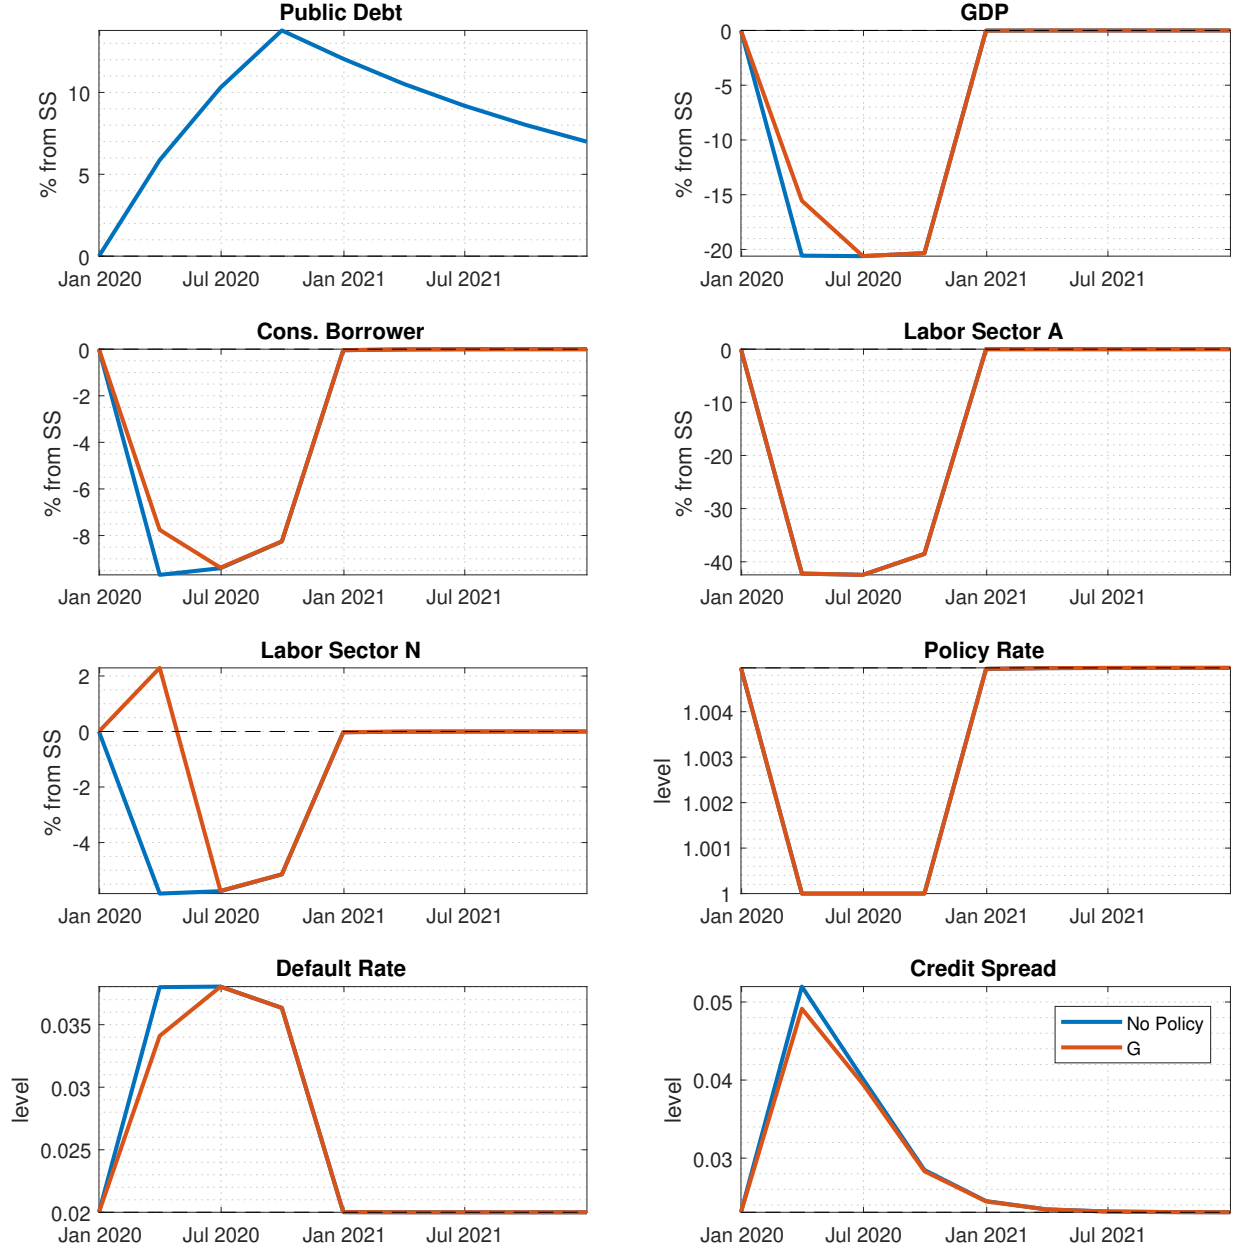 Public Debt
% from SS
10
5
0
Jan 2020 Jul 2020 Jan 2021 Jul 2021
GDP
% from SS
0
-5
-10
-15
-20
Jan 2020 Jul 2020 Jan 2021 Jul 2021
Cons. Borrower
% from SS
0
-2
-4
-6
-8
Jan 2020 Jul 2020 Jan 2021 Jul 2021
Labor Sector A
% from SS
0
-10
-20
-30
-40
Jan 2020 Jul 2020 Jan 2021 Jul 2021
Labor Sector N
% from SS
2
0
-2
-4
Jan 2020 Jul 2020 Jan 2021 Jul 2021
Policy Rate
level
1.004
1.003
1.002
1.001
1
Jan 2020 Jul 2020 Jan 2021 Jul 2021
Default Rate
level
0.035
0.03
0.025
0.02
Jan 2020 Jul 2020 Jan 2021 Jul 2021
Credit Spread
level
0.05
0.04
0.03
No Policy
G
Jan 2020 Jul 2020 Jan 2021 Jul 2021